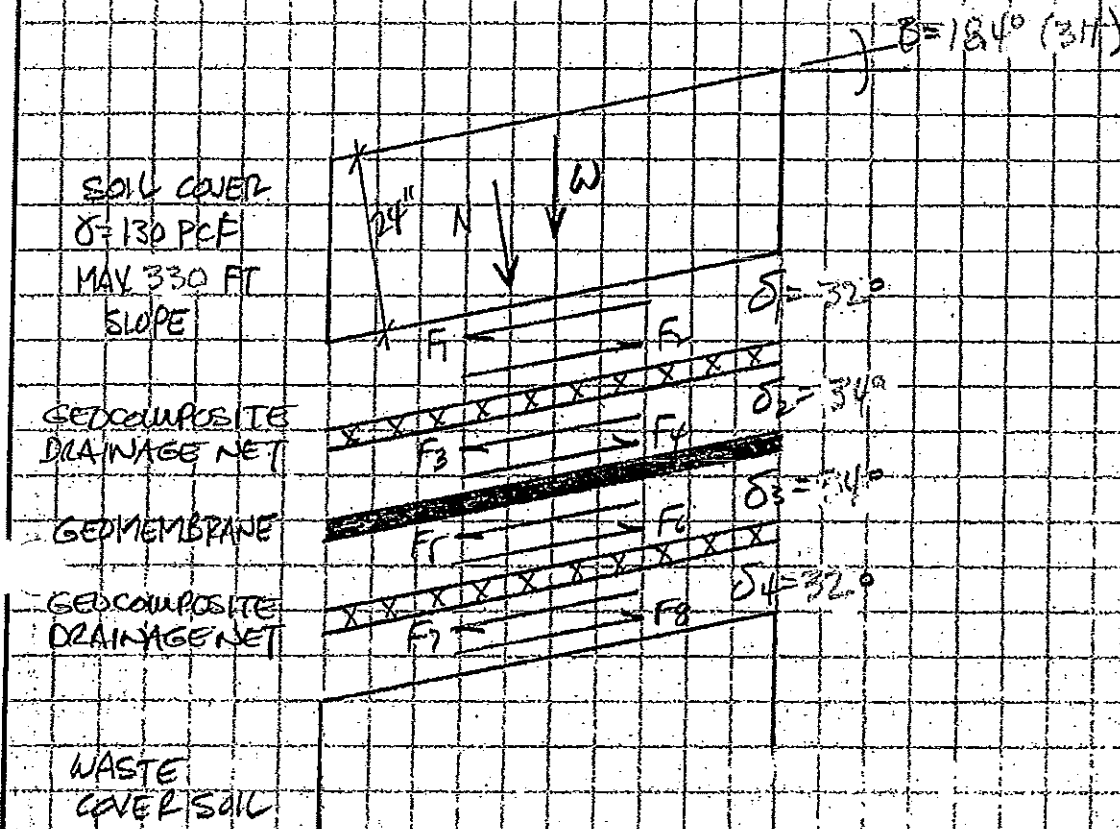 β=18.4° (3H)
SOIL COVER
γ=130 PCF
MAX 330 FT
SLOPE
24"
N
W
δ1=32°
F1
F2
GEOCOMPOSITE
DRAINAGE NET
δ2=34°
F3
F4
GEOMEMBRANE
δ3=34°
F5
F6
GEOCOMPOSITE
DRAINAGE NET
δ4=32°
F7
F8
WASTE
COVER SOIL